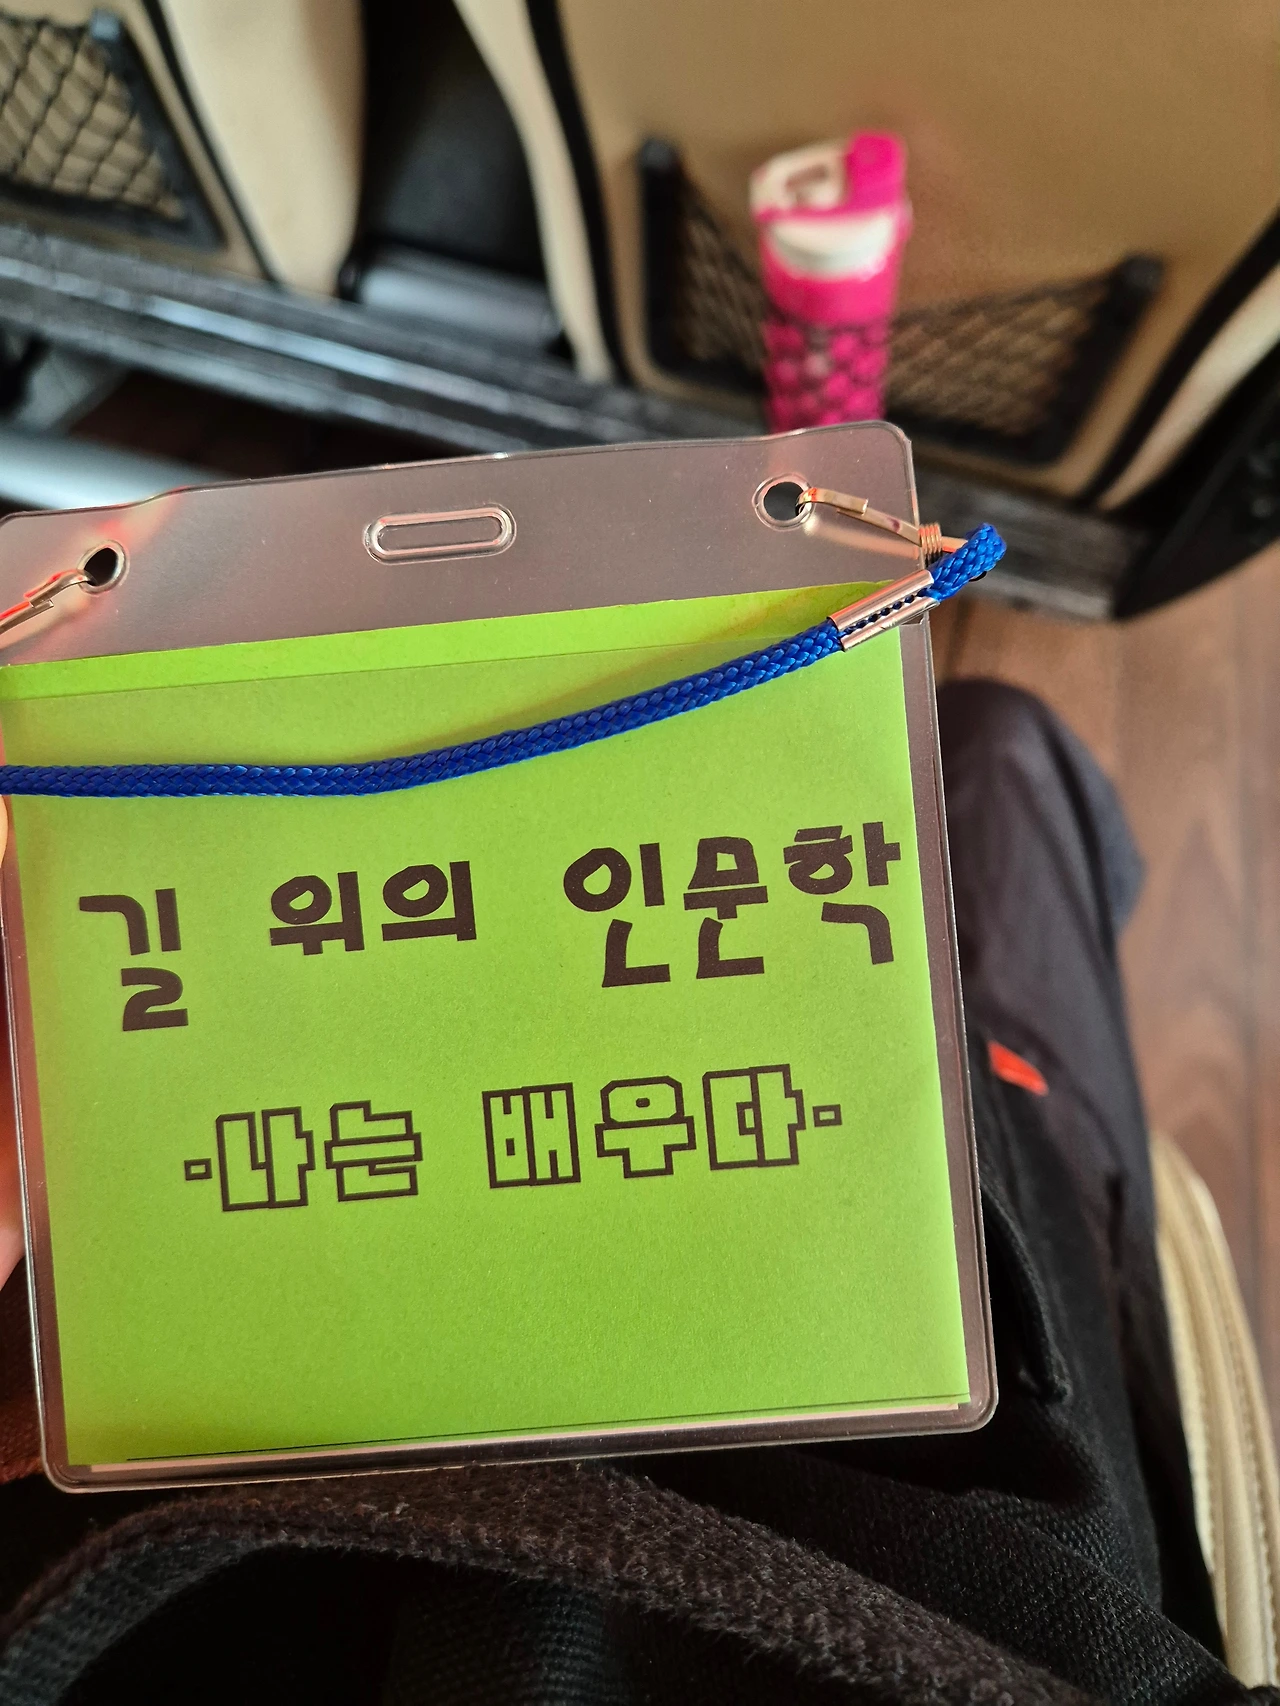 길 위의 인문학
·나는 배우다·